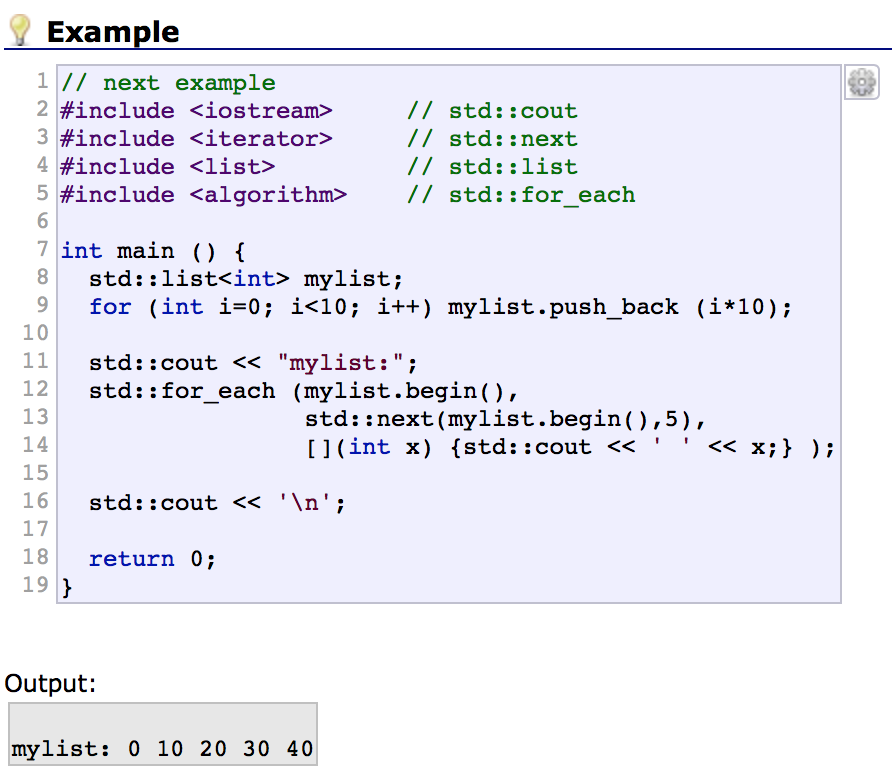 Example
1 // next example
2 #include <iostream>     // std::cout
3 #include <iterator>     // std::next
4 #include <list>         // std::list
5 #include <algorithm>    // std::for_each
6
7 int main () {
8   std::list<int> mylist;
9   for (int i=0; i<10; i++) mylist.push_back (i*10);
10
11   std::cout << "mylist:";
12   std::for_each (mylist.begin(),
13                  std::next(mylist.begin(),5),
14                  [](int x) {std::cout << ' ' << x;} );
15
16   std::cout << '\n';
17
18   return 0;
19 }
Output:
mylist: 0 10 20 30 40